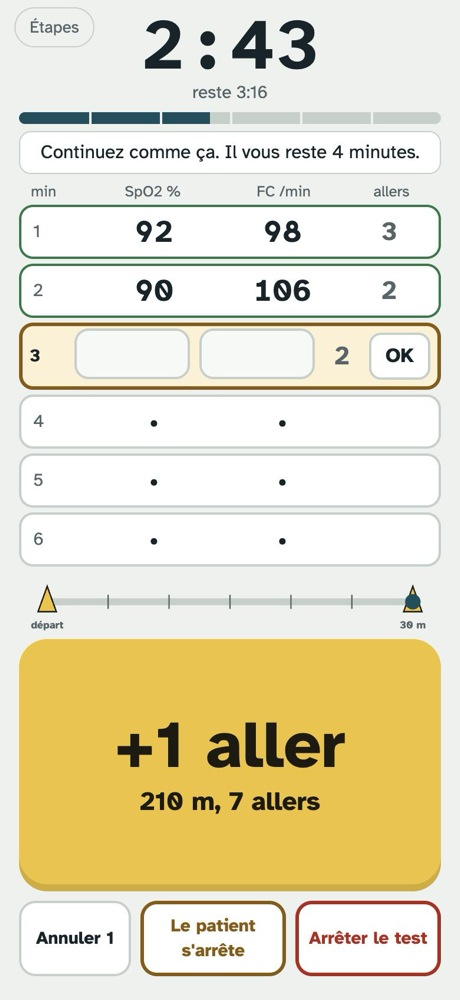 Étapes
2:43
reste 3:16
Continuez comme ça. Il vous reste 4 minutes.
min SpO2 % FC /min allers
1 92 98 3
2 90 106 2
3 2 OK
4 • •
5 • •
6 • •
départ 30 m
+1 aller
210 m, 7 allers
Annuler 1
Le patient
s'arrête
Arrêter le test